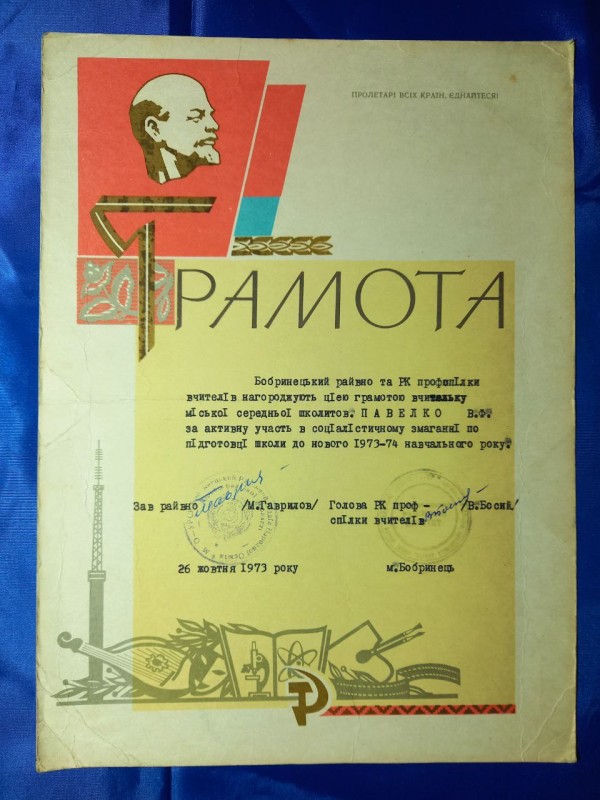 ПРОЛЕТАРІ ВСІХ КРАЇН, ЄДНАЙТЕСЯ!
ГРАМОТА
Бобринецький райвно та РК профспілки
вчителів нагороджують цією грамотою вчительку
міської середньої школи тов. ПАВЕЛКО В.Ф.
за активну участь в соціалістичному змаганні по
підготовці школи до нового 1973-74 навчального року.
Зав райвно /М.Гаврилов/ Голова РК проф- /В.Босий/
спілки вчителів
26 жовтня 1973 року м.Бобринець